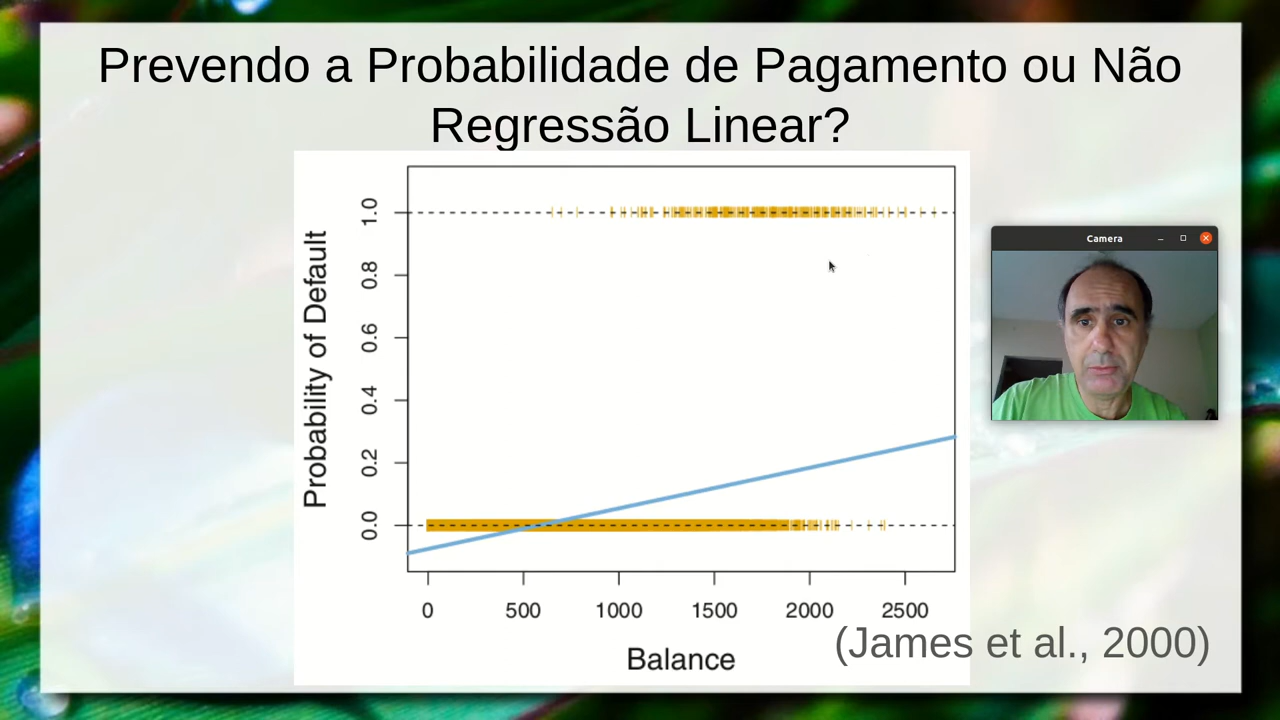 Prevendo a Probabilidade de Pagamento ou Não
Regressão Linear?
Probability of Default
1.0
0.8
0.6
0.4
0.2
0.0
0 500 1000 1500 2000 2500
Balance
Camera
(James et al., 2000)